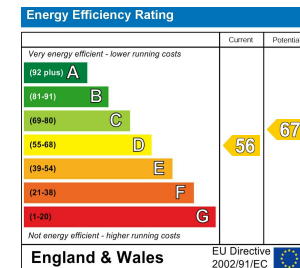 Energy Efficiency Rating
Current Potentia
Very energy efficient - lower running costs
(92 plus) A
(81-91) B
(69-80) C
(55-68) D
(39-54) E
(21-38) F
(1-20) G
56
67
Not energy efficient - higher running costs
England & Wales
EU Directive
2002/91/EC